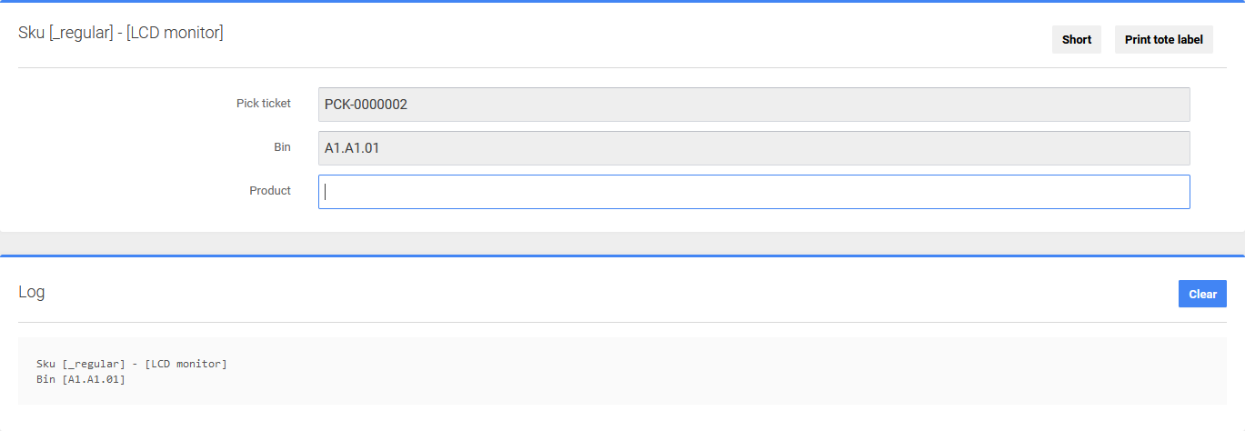 Sku [_regular] - [LCD monitor]
Short
Print tote label
Pick ticket
PCK-0000002
Bin
A1.A1.01
Product
Log
Clear
Sku [_regular] - [LCD monitor]
Bin [A1.A1.01]